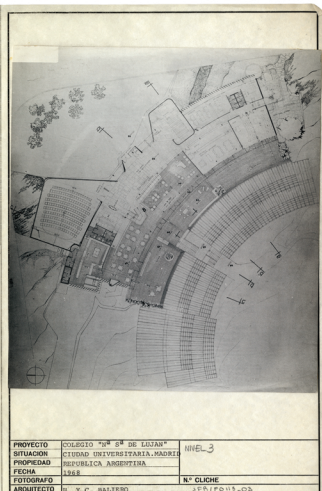 PROYECTO COLEGIO "Nª Sª DE LUJAN" NIVEL 3
SITUACION CIUDAD UNIVERSITARIA.MADRID
PROPIEDAD REPUBLICA ARGENTINA
FECHA 1968
FOTOGRAFO N.º CLICHE
ARQUITECTO Y C. BALIERO